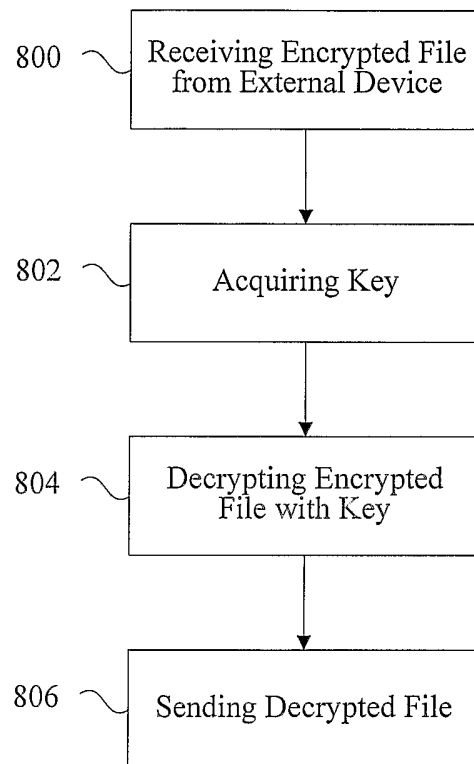 800
Receiving Encrypted File
from External Device
802
Acquiring Key
804
Decrypting Encrypted
File with Key
806
Sending Decrypted File